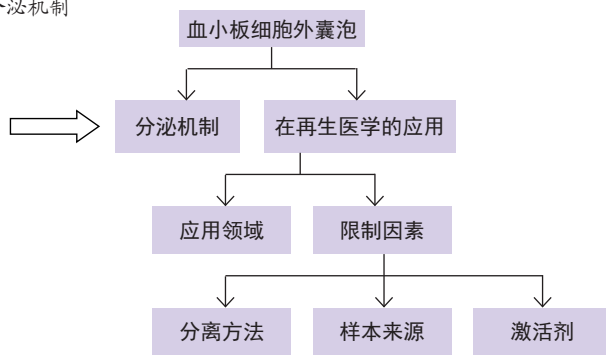 泌机制
血小板细胞外囊泡
分泌机制
在再生医学的应用
应用领域
限制因素
分离方法
样本来源
激活剂